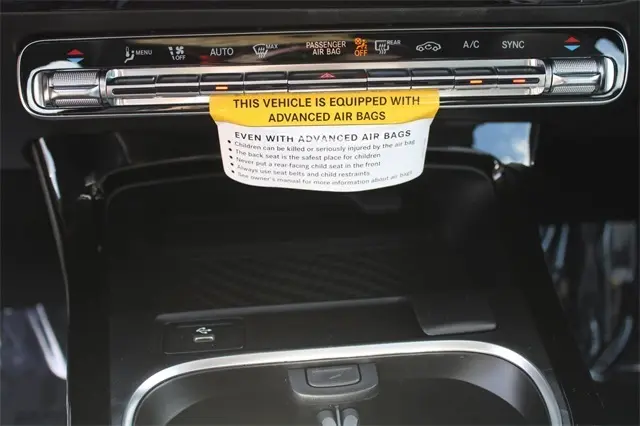 MENU OFF AUTO MAX PASSENGER AIR BAG OFF REAR A/C SYNC
THIS VEHICLE IS EQUIPPED WITH
ADVANCED AIR BAGS
EVEN WITH ADVANCED AIR BAGS
• Children can be killed or seriously injured by the air bag
• The back seat is the safest place for children
• Never put a rear-facing child seat in the front
• Always use seat belts and child restraints
• See owner's manual for more information about air bags